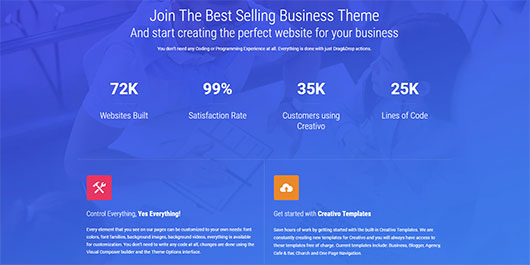 Join The Best Selling Business Theme
And start creating the perfect website for your business
You don't need any Coding or Programming Experience at all. Everything is done with just Drag&Drop actions.
72K
Websites Built
99%
Satisfaction Rate
35K
Customers using
Creativo
25K
Lines of Code
Control Everything, Yes Everything!
Every element that you see on our pages can be customized to your own needs: font
colors, font families, background images, background videos, everything is available
for customization. You don't need to write any code at all, changes are done using the
Visual Composer builder and the Theme Options Interface.
Get started with Creativo Templates
Save hours of work by getting started with the built-in Creativo Templates. We are
constantly creating new templates for Creativo and you will always have access to
these templates free of charge. Current templates include: Business, Blogger, Agency,
Cafe & Bar, Church and One Page Navigation.